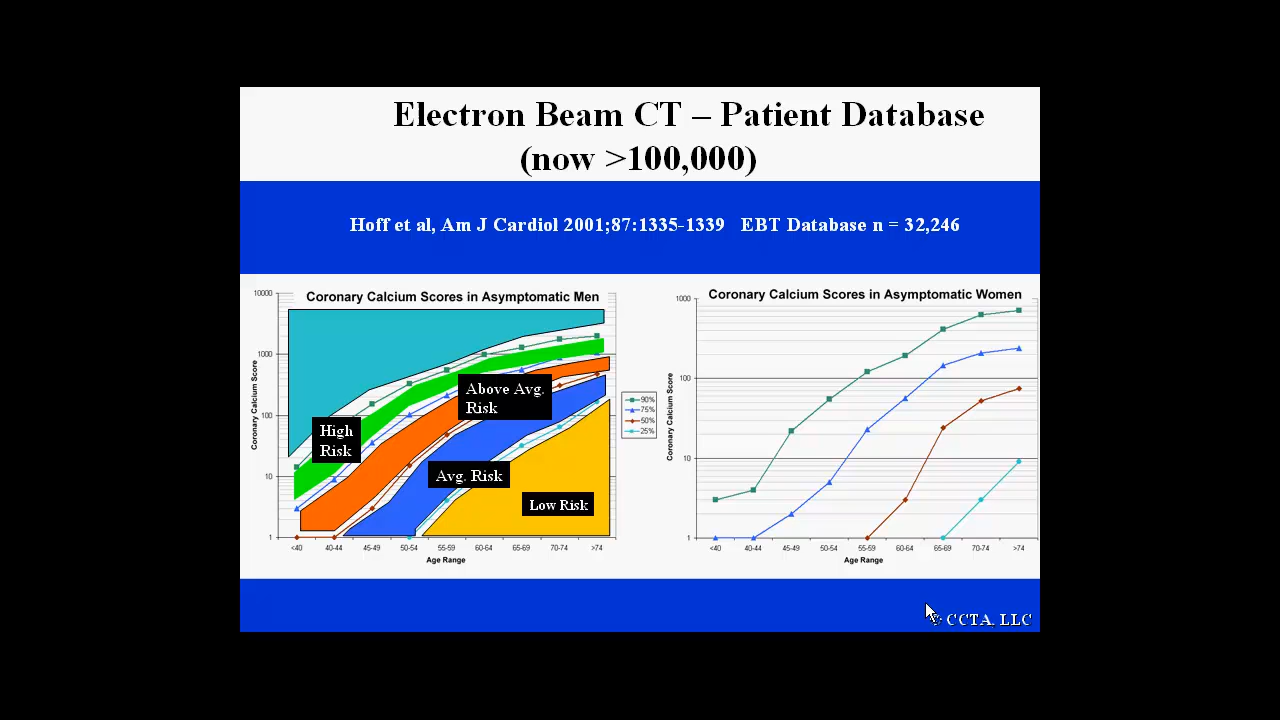 Electron Beam CT – Patient Database
(now >100,000)
Hoff et al, Am J Cardiol 2001;87:1335-1339   EBT Database n = 32,246
Coronary Calcium Scores in Asymptomatic Men
Coronary Calcium Score
10000
1000
100
10
1
High
Risk
Above Avg.
Risk
Avg. Risk
Low Risk
<40 40-44 45-49 50-54 55-59 60-64 65-69 70-74 >74
Age Range
90%
75%
50%
25%
Coronary Calcium Scores in Asymptomatic Women
Coronary Calcium Score
1000
100
10
1
<40 40-44 45-49 50-54 55-59 60-64 65-69 70-74 >74
Age Range
© CCTA, LLC